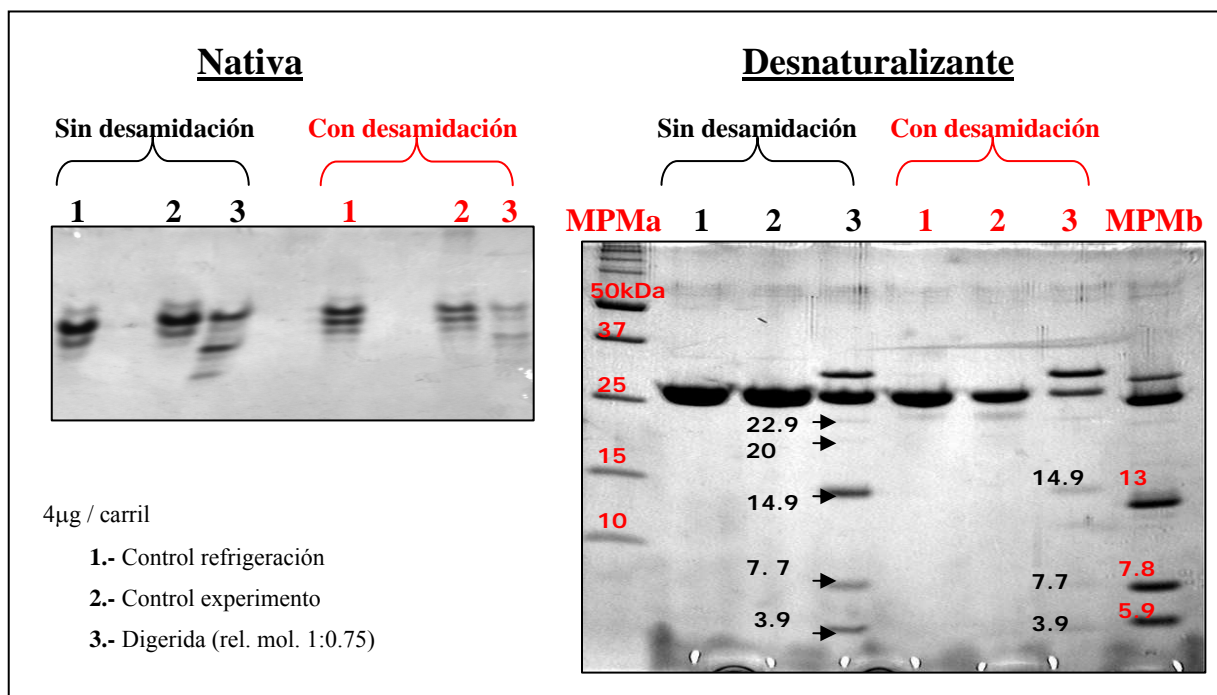 Nativa
Desnaturalizante
Sin desamidación
Con desamidación
Sin desamidación
Con desamidación
1 2 3 1 2 3
MPMa 1 2 3 1 2 3 MPMb
50kDa
37
25
22.9
20
15
14.9
14.9
13
10
7. 7
7.7
7.8
3.9
3.9
5.9
4µg / carril
1.- Control refrigeración
2.- Control experimento
3.- Digerida (rel. mol. 1:0.75)